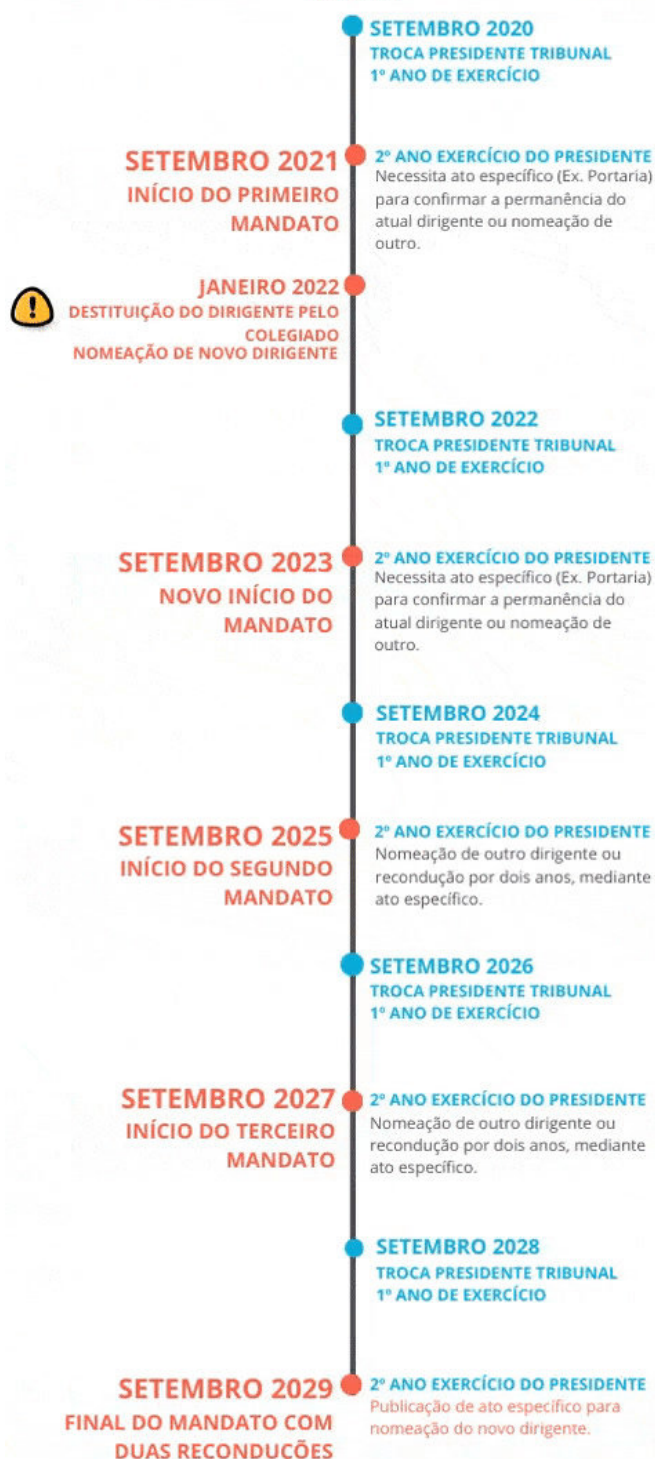 SETEMBRO 2020
TROCA PRESIDENTE TRIBUNAL
1º ANO DE EXERCÍCIO
SETEMBRO 2021
INÍCIO DO PRIMEIRO
MANDATO
2º ANO EXERCÍCIO DO PRESIDENTE
Necessita ato específico (Ex. Portaria)
para confirmar a permanência do
atual dirigente ou nomeação de
outro.
JANEIRO 2022
DESTITUIÇÃO DO DIRIGENTE PELO
COLEGIADO
NOMEAÇÃO DE NOVO DIRIGENTE
SETEMBRO 2022
TROCA PRESIDENTE TRIBUNAL
1º ANO DE EXERCÍCIO
SETEMBRO 2023
NOVO INÍCIO DO
MANDATO
2º ANO EXERCÍCIO DO PRESIDENTE
Necessita ato específico (Ex. Portaria)
para confirmar a permanência do
atual dirigente ou nomeação de
outro.
SETEMBRO 2024
TROCA PRESIDENTE TRIBUNAL
1º ANO DE EXERCÍCIO
SETEMBRO 2025
INÍCIO DO SEGUNDO
MANDATO
2º ANO EXERCÍCIO DO PRESIDENTE
Nomeação de outro dirigente ou
recondução por dois anos, mediante
ato específico.
SETEMBRO 2026
TROCA PRESIDENTE TRIBUNAL
1º ANO DE EXERCÍCIO
SETEMBRO 2027
INÍCIO DO TERCEIRO
MANDATO
2º ANO EXERCÍCIO DO PRESIDENTE
Nomeação de outro dirigente ou
recondução por dois anos, mediante
ato específico.
SETEMBRO 2028
TROCA PRESIDENTE TRIBUNAL
1º ANO DE EXERCÍCIO
SETEMBRO 2029
FINAL DO MANDATO COM
DUAS RECONDUCÕES
2º ANO EXERCÍCIO DO PRESIDENTE
Publicação de ato específico para
nomeação do novo dirigente.